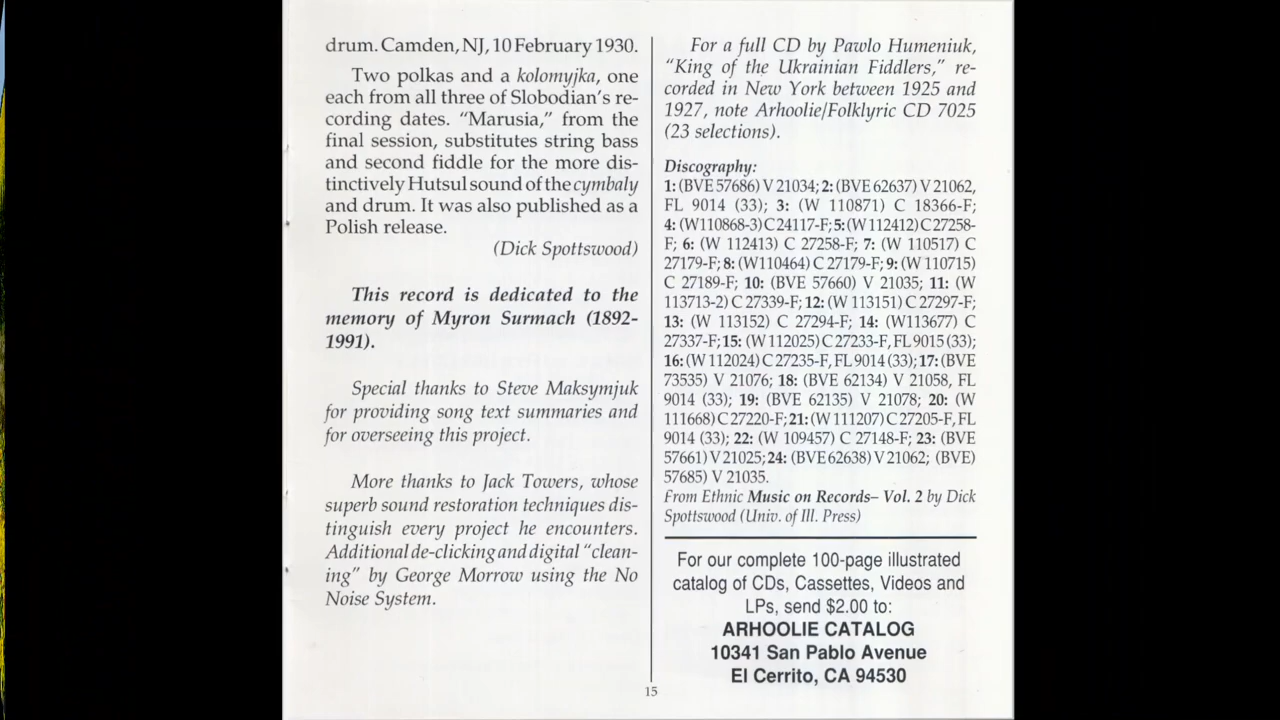 drum. Camden, NJ, 10 February 1930.
Two polkas and a kolomyjka, one
each from all three of Slobodian's re-
cording dates. “Marusia,” from the
final session, substitutes string bass
and second fiddle for the more dis-
tinctively Hutsul sound of the cymbaly
and drum. It was also published as a
Polish release.
(Dick Spottswood)
This record is dedicated to the
memory of Myron Surmach (1892-
1991).
Special thanks to Steve Maksymjuk
for providing song text summaries and
for overseeing this project.
More thanks to Jack Towers, whose
superb sound restoration techniques dis-
tinguish every project he encounters.
Additional de-clicking and digital “clean-
ing” by George Morrow using the No
Noise System.
For a full CD by Pawlo Humeniuk,
“King of the Ukrainian Fiddlers,” re-
corded in New York between 1925 and
1927, note Arhoolie/Folklyric CD 7025
(23 selections).
Discography:
1: (BVE 57686) V 21034; 2: (BVE 62637) V 21062,
FL 9014 (33); 3: (W 110871) C 18366-F;
4: (W110868-3) C 24117-F; 5: (W 112412) C 27258-
F; 6: (W 112413) C 27258-F; 7: (W 110517) C
27179-F; 8: (W110464) C 27179-F; 9: (W 110715)
C 27189-F; 10: (BVE 57660) V 21035; 11: (W
113713-2) C 27339-F; 12: (W 113151) C 27297-F;
13: (W 113152) C 27294-F; 14: (W113677) C
27337-F; 15: (W 112025) C 27233-F, FL 9015 (33);
16: (W 112024) C 27235-F, FL 9014 (33); 17: (BVE
73535) V 21076; 18: (BVE 62134) V 21058, FL
9014 (33); 19: (BVE 62135) V 21078; 20: (W
111668) C 27220-F; 21: (W 111207) C 27205-F, FL
9014 (33); 22: (W 109457) C 27148-F; 23: (BVE
57661) V 21025; 24: (BVE 62638) V 21062; (BVE)
57685) V 21035.
From Ethnic Music on Records– Vol. 2 by Dick
Spottswood (Univ. of Ill. Press)
For our complete 100-page illustrated
catalog of CDs, Cassettes, Videos and
LPs, send $2.00 to:
ARHOOLIE CATALOG
10341 San Pablo Avenue
El Cerrito, CA 94530
15